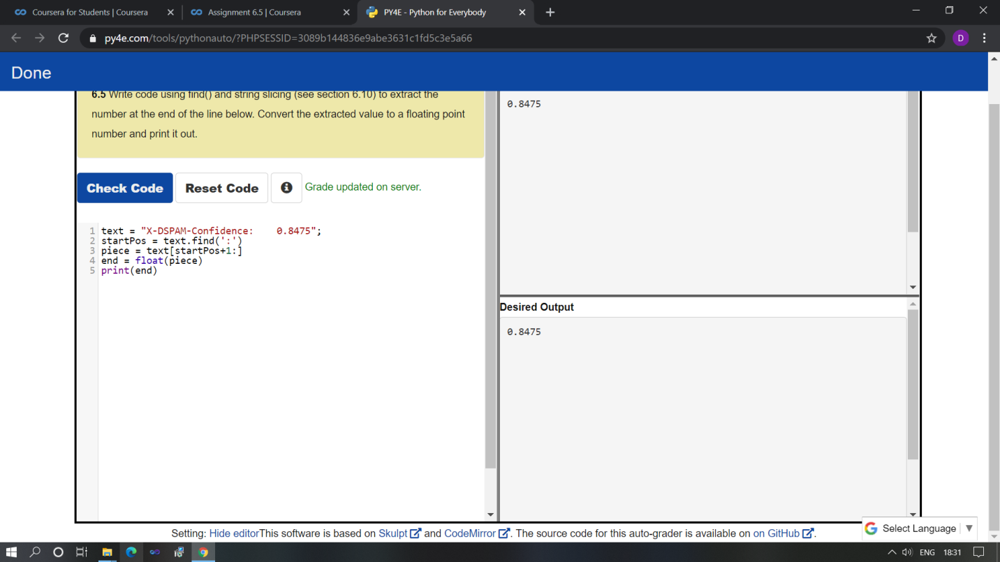 Coursera for Students | Coursera
Assignment 6.5 | Coursera
PY4E - Python for Everybody
py4e.com/tools/pythonauto/?PHPSESSID=3089b144836e9abe3631c1fd5c3e5a66
D
Done
6.5 Write code using find() and string slicing (see section 6.10) to extract the
number at the end of the line below. Convert the extracted value to a floating point
number and print it out.
Check Code
Reset Code
Grade updated on server.
1 text = "X-DSPAM-Confidence:    0.8475";
2 startPos = text.find(':')
3 piece = text[startPos+1:]
4 end = float(piece)
5 print(end)
0.8475
Desired Output
0.8475
Setting: Hide editorThis software is based on Skulpt and CodeMirror. The source code for this auto-grader is available on on GitHub.
Select Language
ENG
18:31